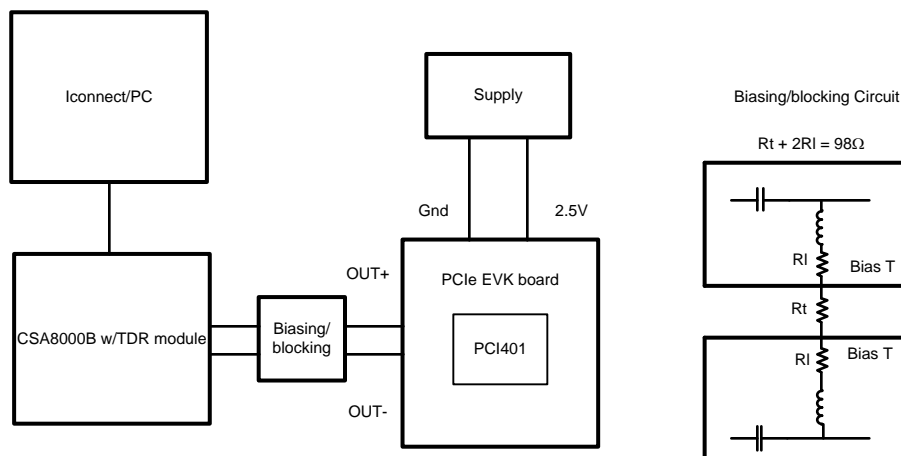 Iconnect/PC
Supply
Biasing/blocking Circuit
Rt + 2Rl = 98Ω
Gnd
2.5V
Rl
Bias T
OUT+
PCIe EVK board
Rt
CSA8000B w/TDR module
Biasing/
blocking
PCI401
Rl
Bias T
OUT-